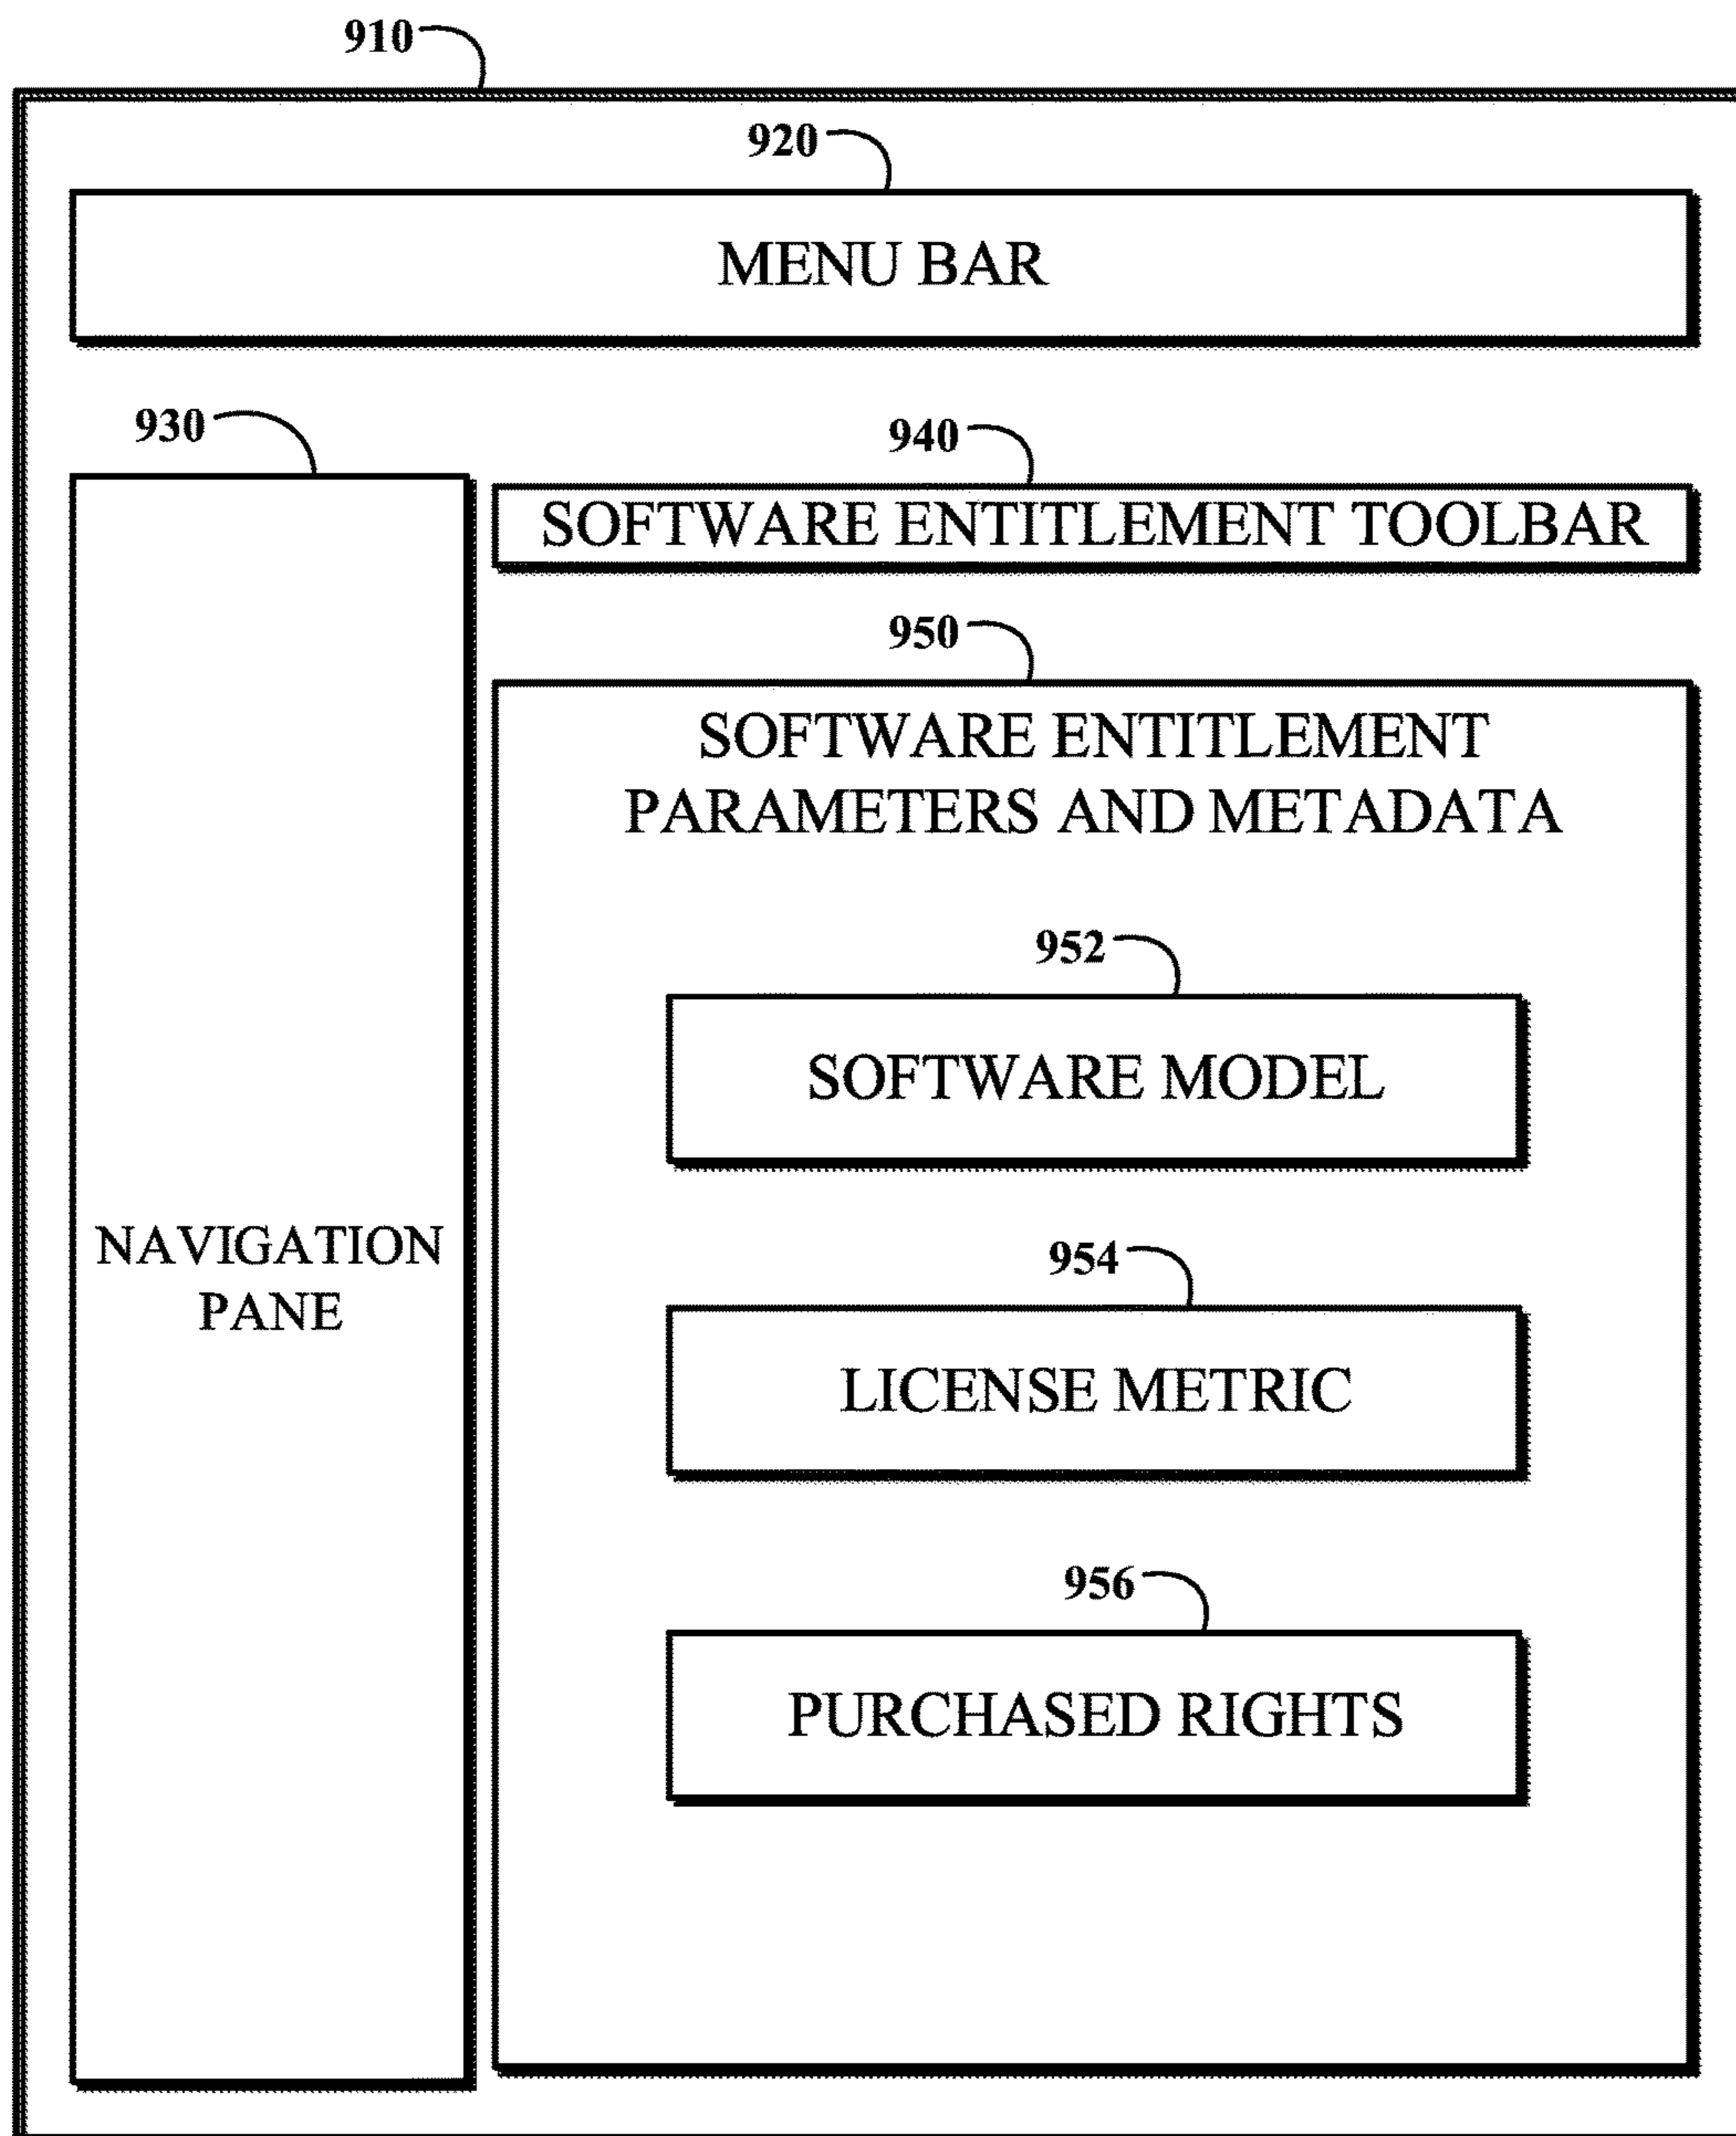 910
920
MENU BAR
930
940
SOFTWARE ENTITLEMENT TOOLBAR
950
SOFTWARE ENTITLEMENT
PARAMETERS AND METADATA
952
SOFTWARE MODEL
NAVIGATION
PANE
954
LICENSE METRIC
956
PURCHASED RIGHTS